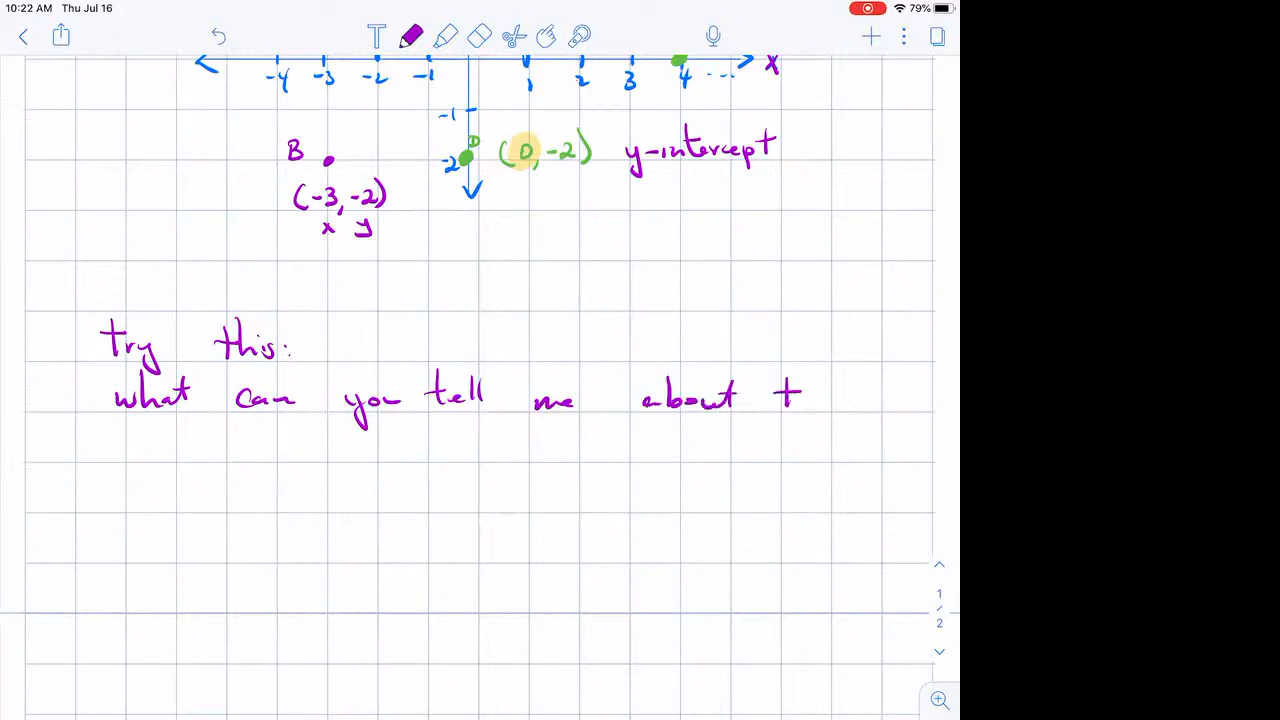 10:22 AM Thu Jul 16 79%
T
-4 -3 -2 -1 1 2 3 4 ... X
-1
B D (0, -2) y-intercept
-2
(-3, -2)
x y
try this:
what can you tell me about t
1
/
2